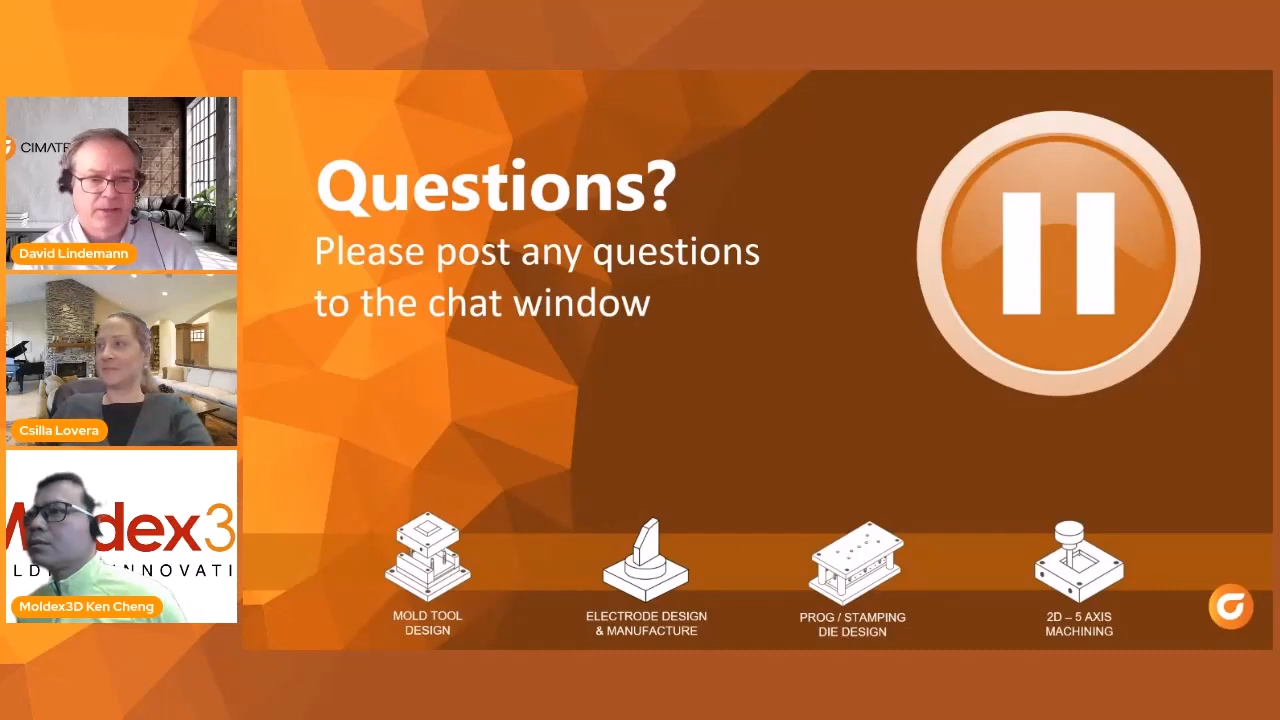 CIMATR
David Lindemann
Csilla Lovera
Moldex3D Ken Cheng
Questions?
Please post any questions
to the chat window
MOLD TOOL
DESIGN
ELECTRODE DESIGN
& MANUFACTURE
PROG / STAMPING
DIE DESIGN
2D – 5 AXIS
MACHINING